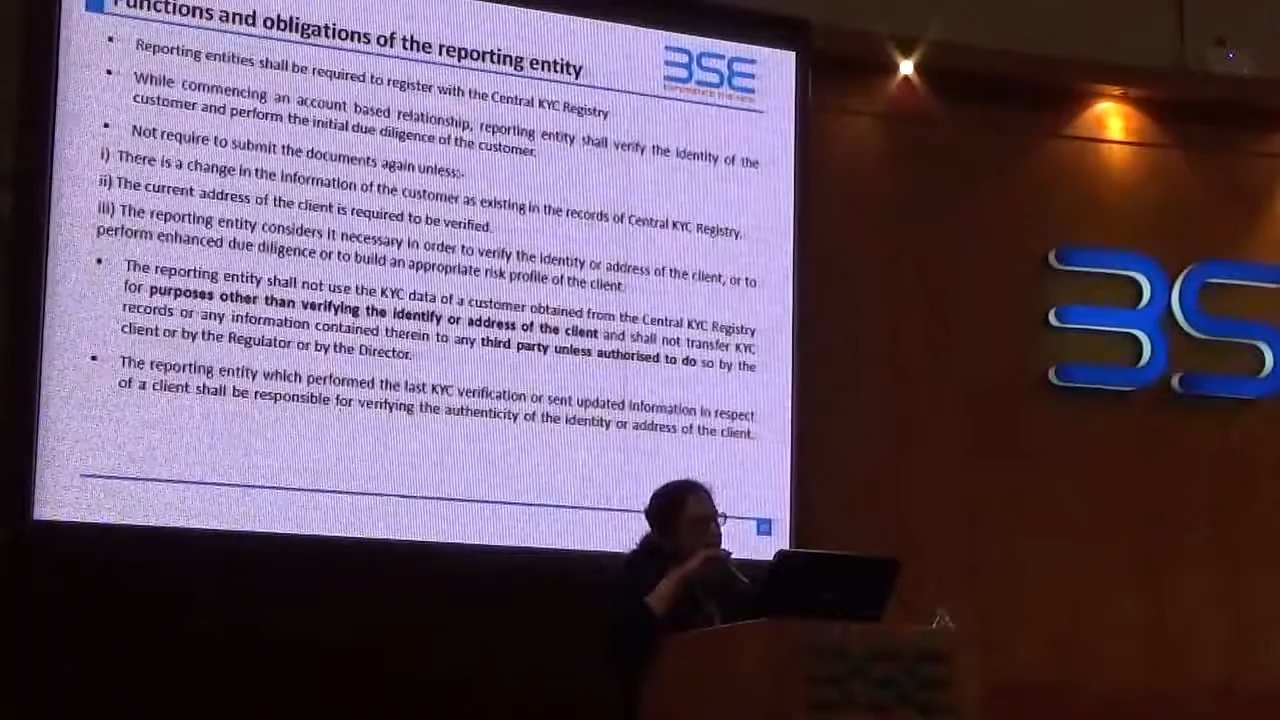 Functions and obligations of the reporting entity
BSE
• Reporting entities shall be required to register with the Central KYC Registry
• While commencing an account based relationship, reporting entity shall verify the identity of the
customer and perform the initial due diligence of the customer.
• Not require to submit the documents again unless:-
i) There is a change in the information of the customer as existing in the records of Central KYC Registry.
ii) The current address of the client is required to be verified.
iii) The reporting entity considers it necessary in order to verify the identity or address of the client, or to
perform enhanced due diligence or to build an appropriate risk profile of the client.
• The reporting entity shall not use the KYC data of a customer obtained from the Central KYC Registry
for purposes other than verifying the identify or address of the client and shall not transfer KYC
records or any information contained therein to any third party unless authorised to do so by the
client or by the Regulator or by the Director.
• The reporting entity which performed the last KYC verification or sent updated information in respect
of a client shall be responsible for verifying the authenticity of the identity or address of the client.
BS
BSE